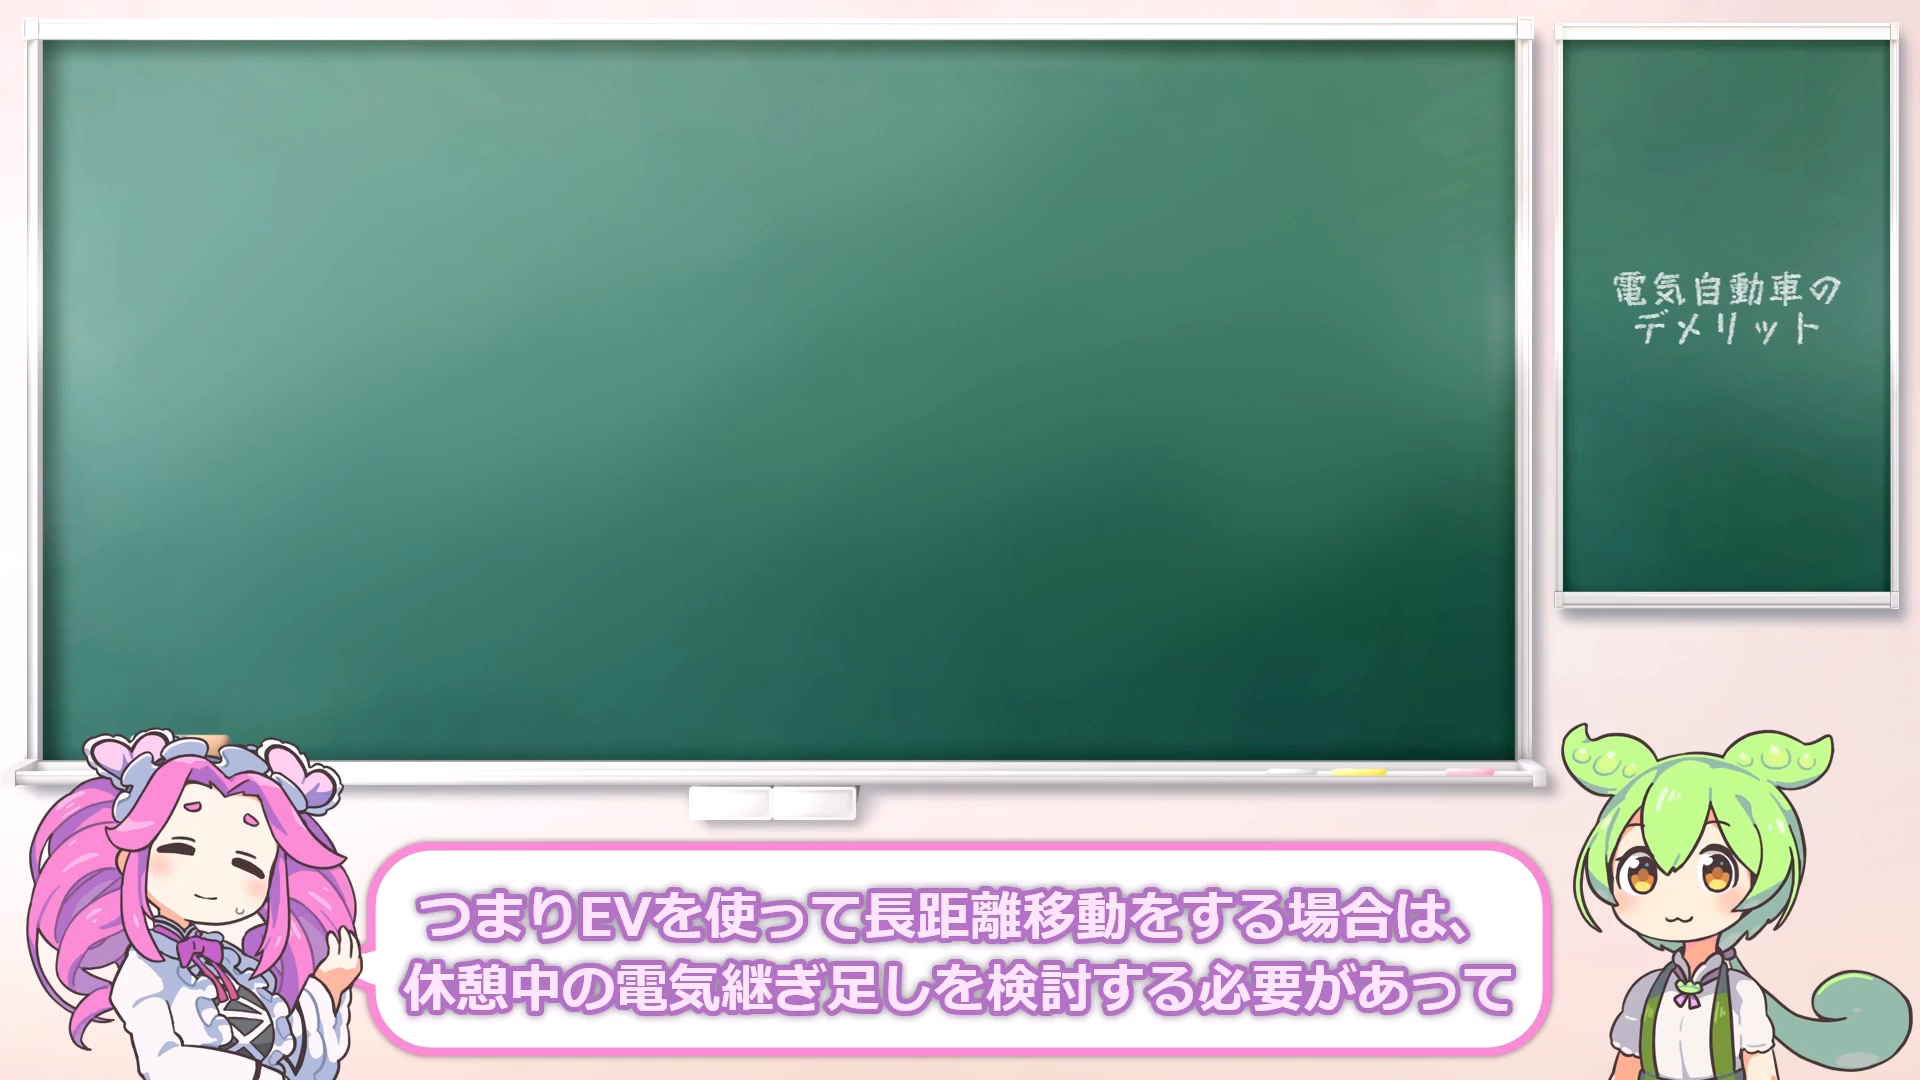 電気自動車の
デメリット
つまりEVを使って長距離移動をする場合は、
休憩中の電気継ぎ足しを検討する必要があって